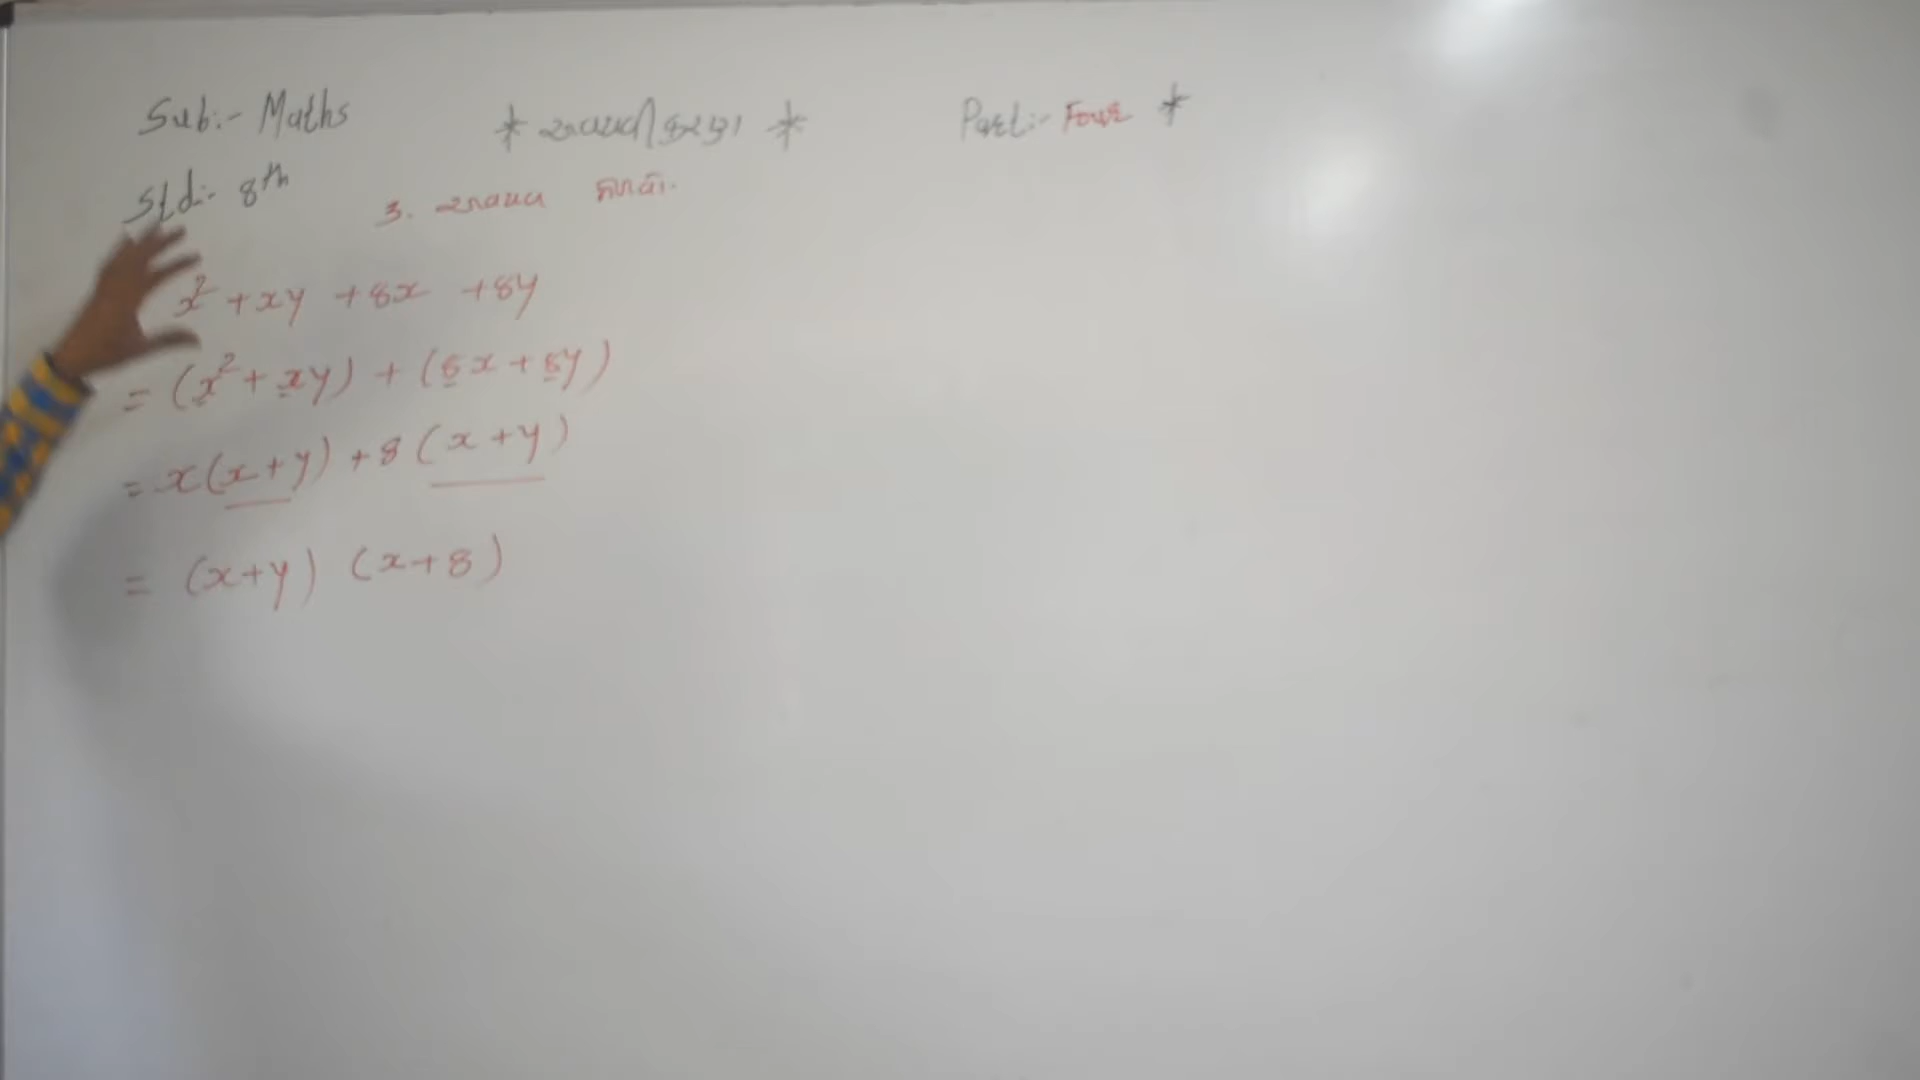 Sub:- Maths * અવયવીકરણ * Part:- Four *
Std:- 8th
3. અવયવ મેળવો.
x² + xy + 8x + 8y
= (x² + xy) + (8x + 8y)
= x(x+y) + 8(x+y)
= (x+y) (x+8)